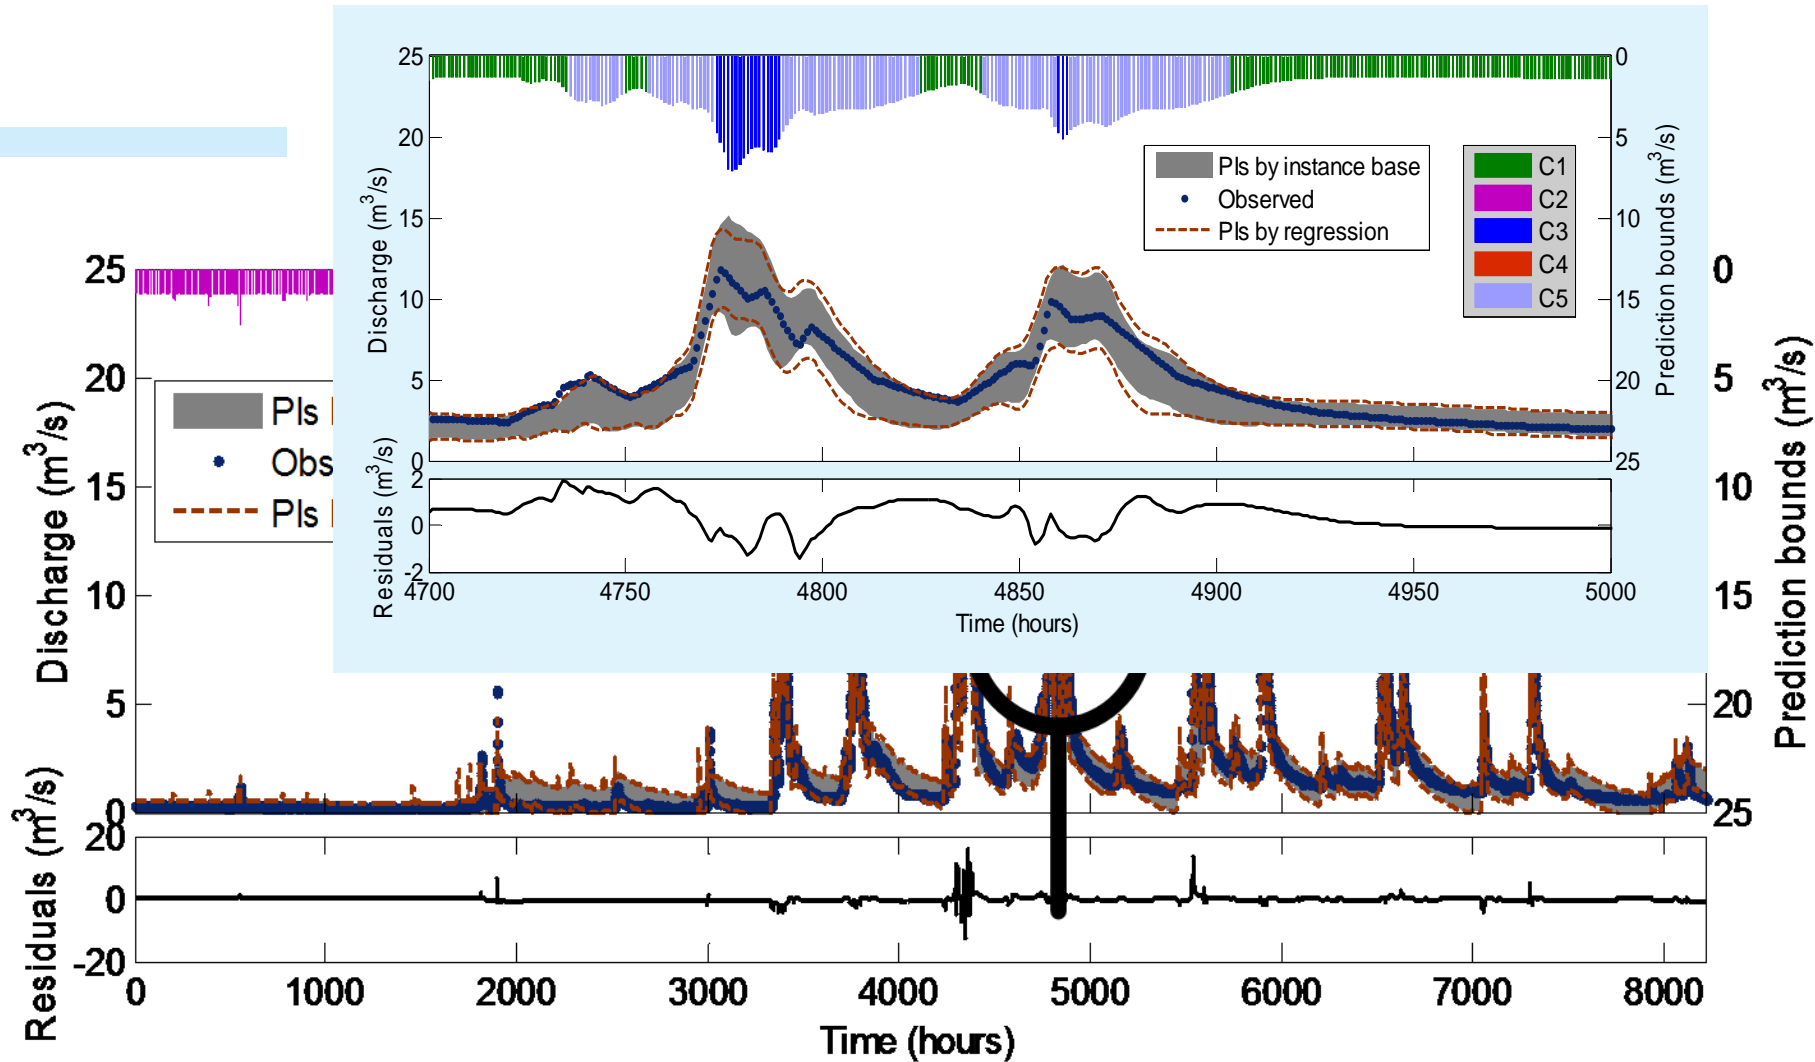 25
20
15
10
5
0
Discharge (m³/s)
0
5
10
15
20
25
Prediction bounds (m³/s)
PIs by instance base
Observed
PIs by regression
C1
C2
C3
C4
C5
2
0
-2
Residuals (m³/s)
4700 4750 4800 4850 4900 4950 5000
Time (hours)
25
20
15
10
5
0
Discharge (m³/s)
PIs
Obs
PIs
0
5
10
15
20
25
Prediction bounds (m³/s)
20
0
-20
Residuals (m³/s)
0 1000 2000 3000 4000 5000 6000 7000 8000
Time (hours)